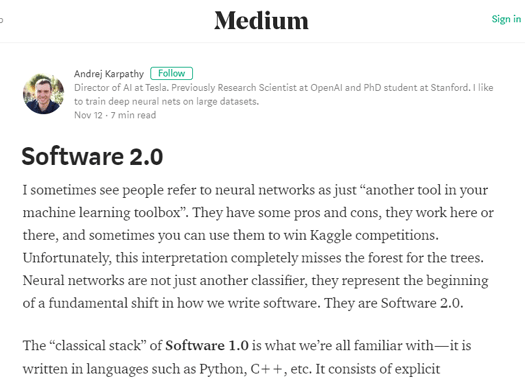 Medium
Sign in
Andrej Karpathy Follow
Director of AI at Tesla. Previously Research Scientist at OpenAI and PhD student at Stanford. I like
to train deep neural nets on large datasets.
Nov 12 · 7 min read
Software 2.0
I sometimes see people refer to neural networks as just “another tool in your
machine learning toolbox”. They have some pros and cons, they work here or
there, and sometimes you can use them to win Kaggle competitions.
Unfortunately, this interpretation completely misses the forest for the trees.
Neural networks are not just another classifier, they represent the beginning
of a fundamental shift in how we write software. They are Software 2.0.
The “classical stack” of Software 1.0 is what we’re all familiar with—it is
written in languages such as Python, C++, etc. It consists of explicit